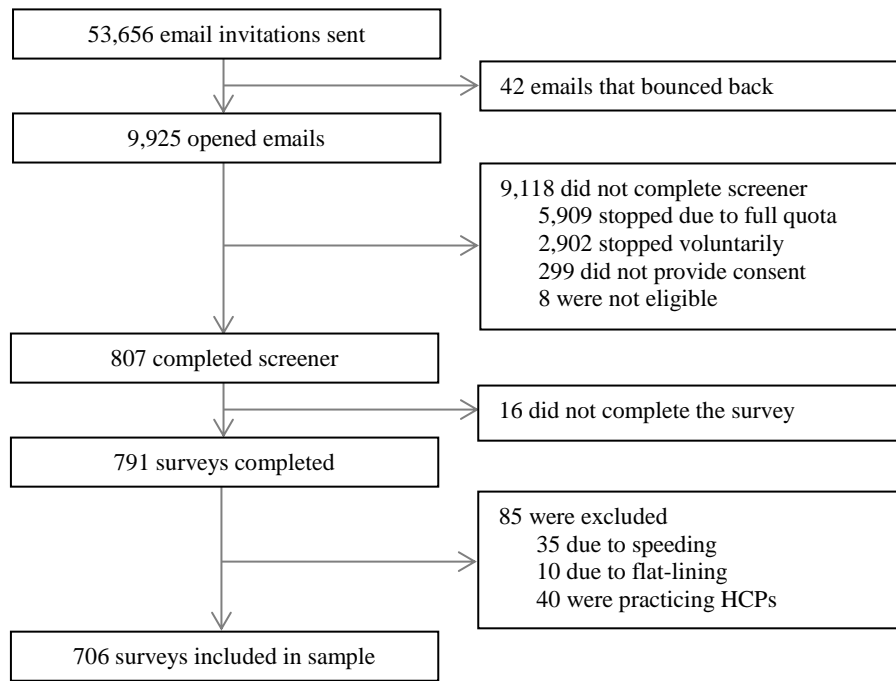 53,656 email invitations sent
42 emails that bounced back
9,925 opened emails
9,118 did not complete screener
5,909 stopped due to full quota
2,902 stopped voluntarily
299 did not provide consent
8 were not eligible
807 completed screener
16 did not complete the survey
791 surveys completed
85 were excluded
35 due to speeding
10 due to flat-lining
40 were practicing HCPs
706 surveys included in sample